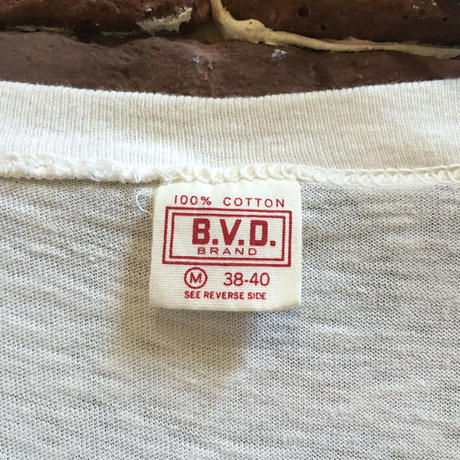 100% COTTON
B.V.D.
BRAND
M 38-40
SEE REVERSE SIDE